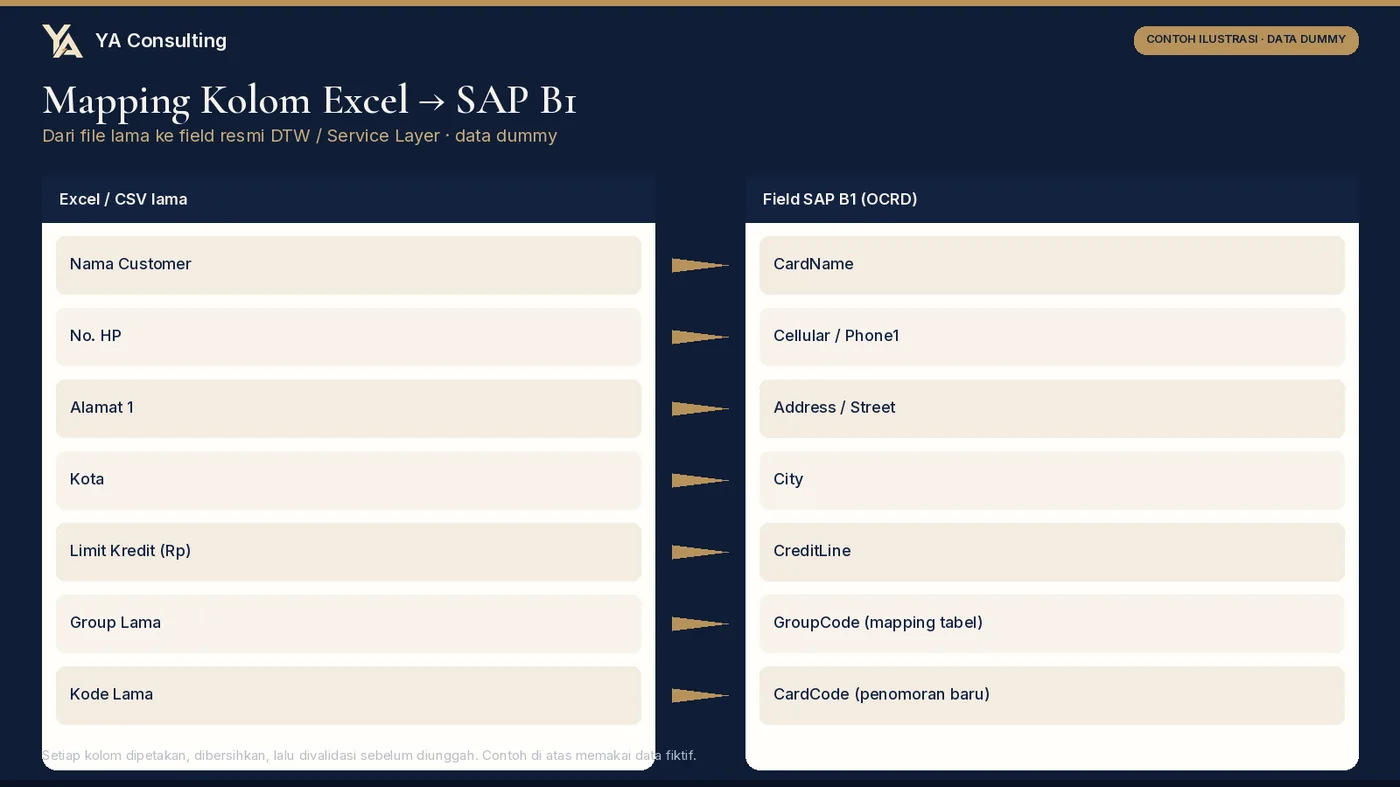 YA Consulting
CONTOH ILUSTRASI · DATA DUMMY
Mapping Kolom Excel → SAP B1
Dari file lama ke field resmi DTW / Service Layer · data dummy
Excel / CSV lama
Field SAP B1 (OCRD)
Nama Customer
CardName
No. HP
Cellular / Phone1
Alamat 1
Address / Street
Kota
City
Limit Kredit (Rp)
CreditLine
Group Lama
GroupCode (mapping tabel)
Kode Lama
CardCode (penomoran baru)
Setiap kolom dipetakan, dibersihkan, lalu divalidasi sebelum diunggah. Contoh di atas memakai data fiktif.